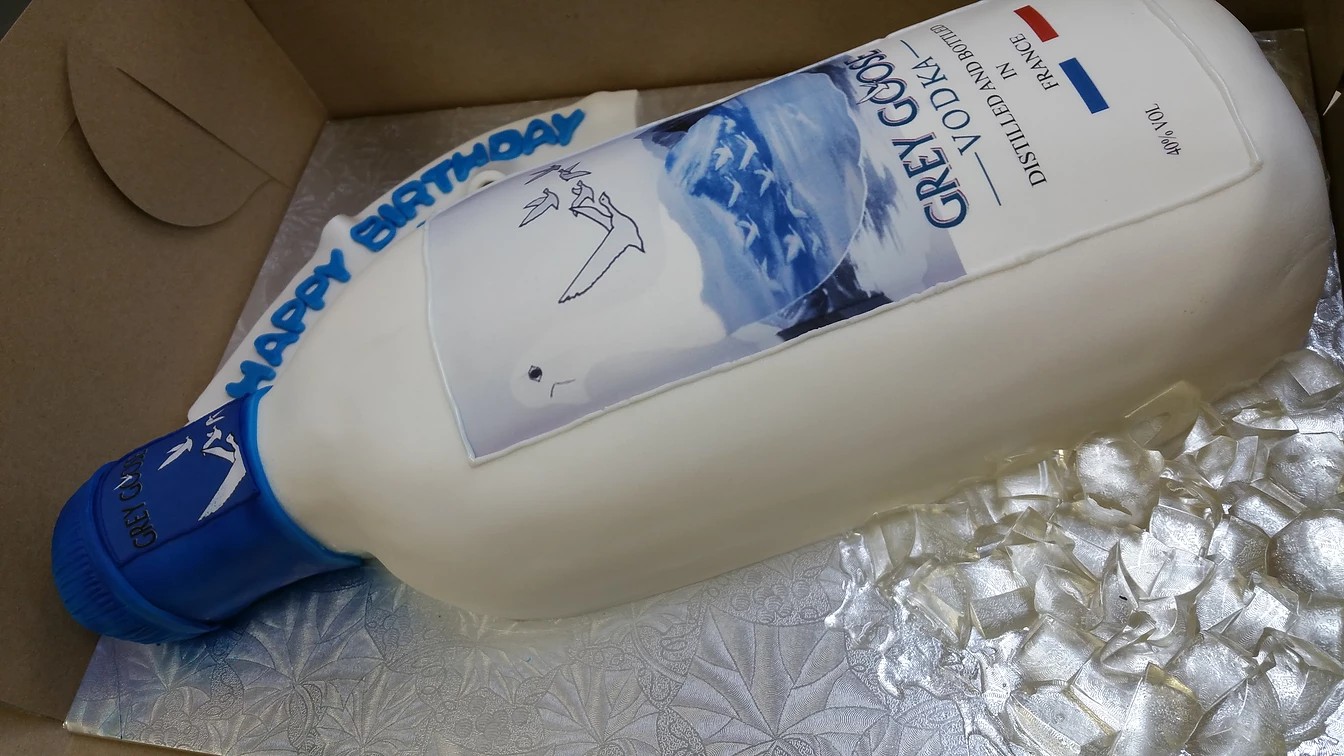 HAPPY BIRTHDAY
GREY GOOSE
GREY GOOSE
VODKA
DISTILLED AND BOTTLED
IN
FRANCE
40% VOL.